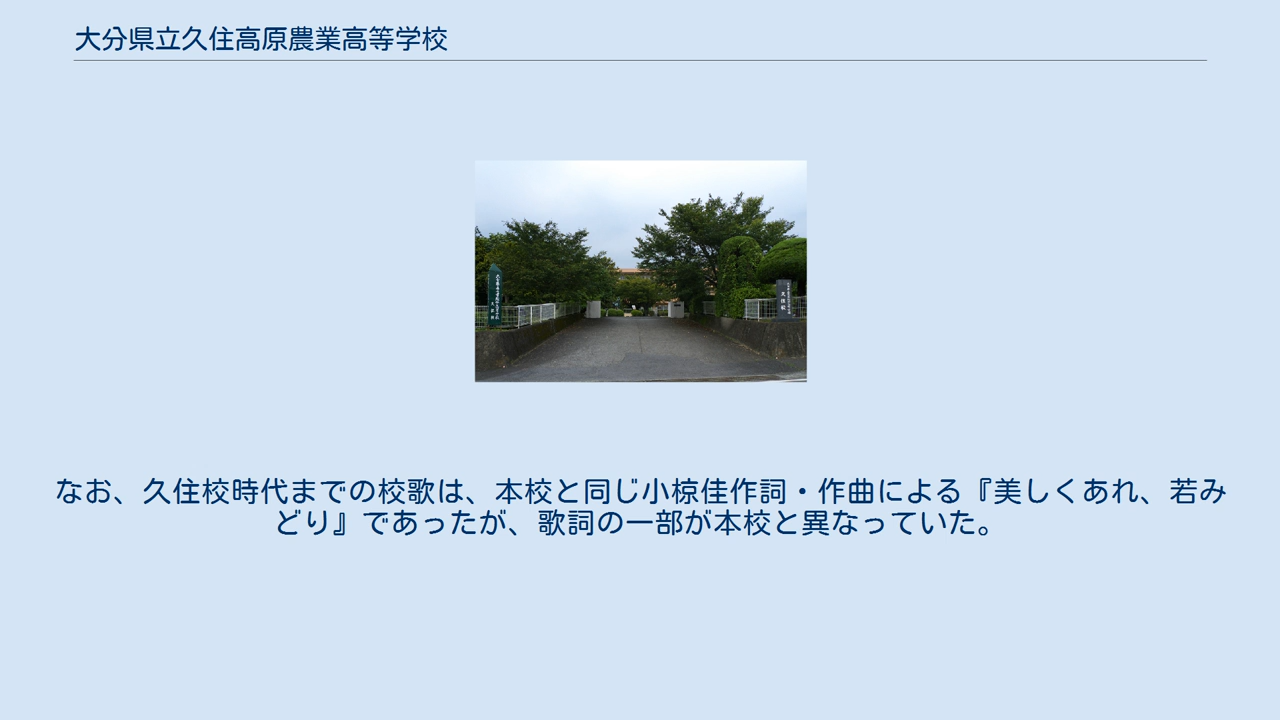 大分県立久住高原農業高等学校
なお、久住校時代までの校歌は、本校と同じ小椋佳作詞・作曲による『美しくあれ、若み
どり』であったが、歌詞の一部が本校と異なっていた。